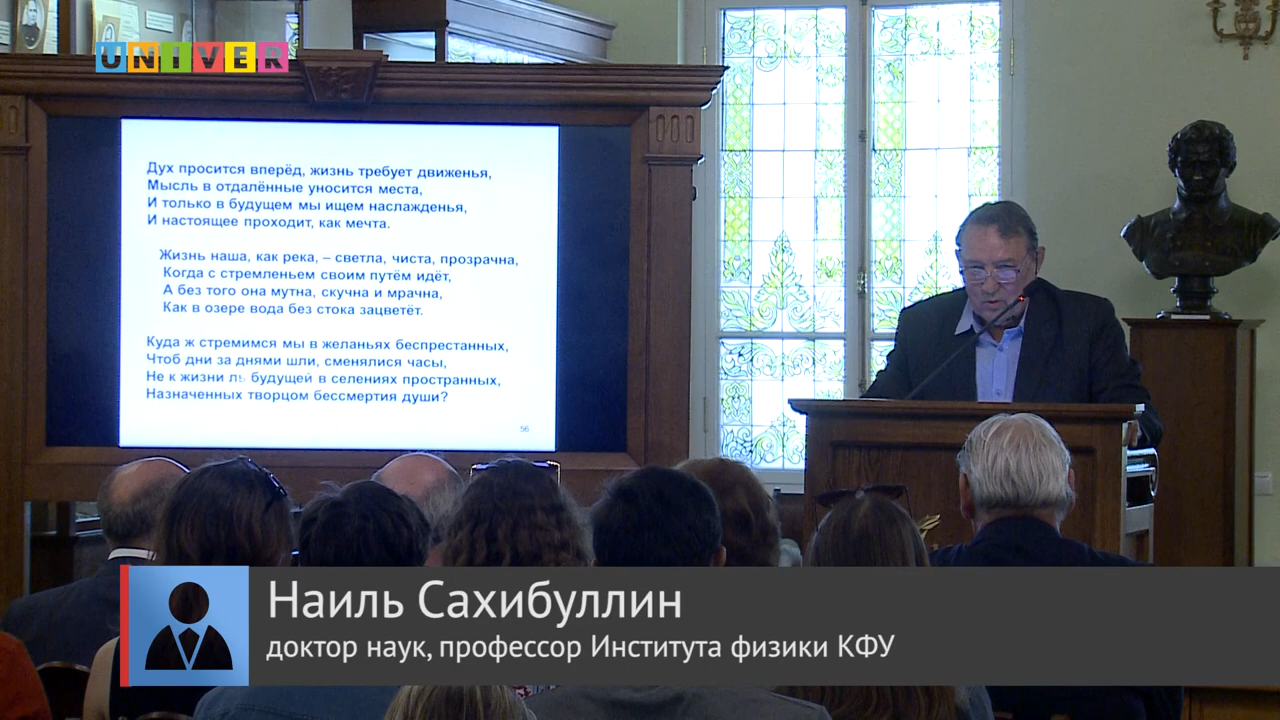 UNIVER
Дух просится вперёд, жизнь требует движенья,
Мысль в отдалённые уносится места,
И только в будущем мы ищем наслажденья,
И настоящее проходит, как мечта.
Жизнь наша, как река, – светла, чиста, прозрачна,
Когда с стремленьем своим путём идёт,
А без того она мутна, скучна и мрачна,
Как в озере вода без стока зацветёт.
Куда ж стремимся мы в желаньях беспрестанных,
Чтоб дни за днями шли, сменялися часы,
Не к жизни ль будущей в селениях пространных,
Назначенных творцом бессмертия души?
56
Наиль Сахибуллин
доктор наук, профессор Института физики КФУ